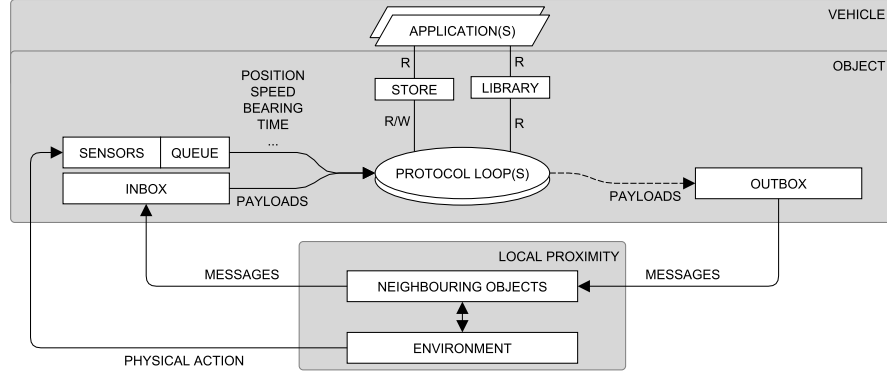 VEHICLE
APPLICATION(S)
OBJECT
R
R
POSITION
SPEED
BEARING
TIME
...
STORE
LIBRARY
R/W
R
SENSORS
QUEUE
INBOX
PAYLOADS
PROTOCOL LOOP(S)
PAYLOADS
OUTBOX
LOCAL PROXIMITY
MESSAGES
NEIGHBOURING OBJECTS
MESSAGES
ENVIRONMENT
PHYSICAL ACTION